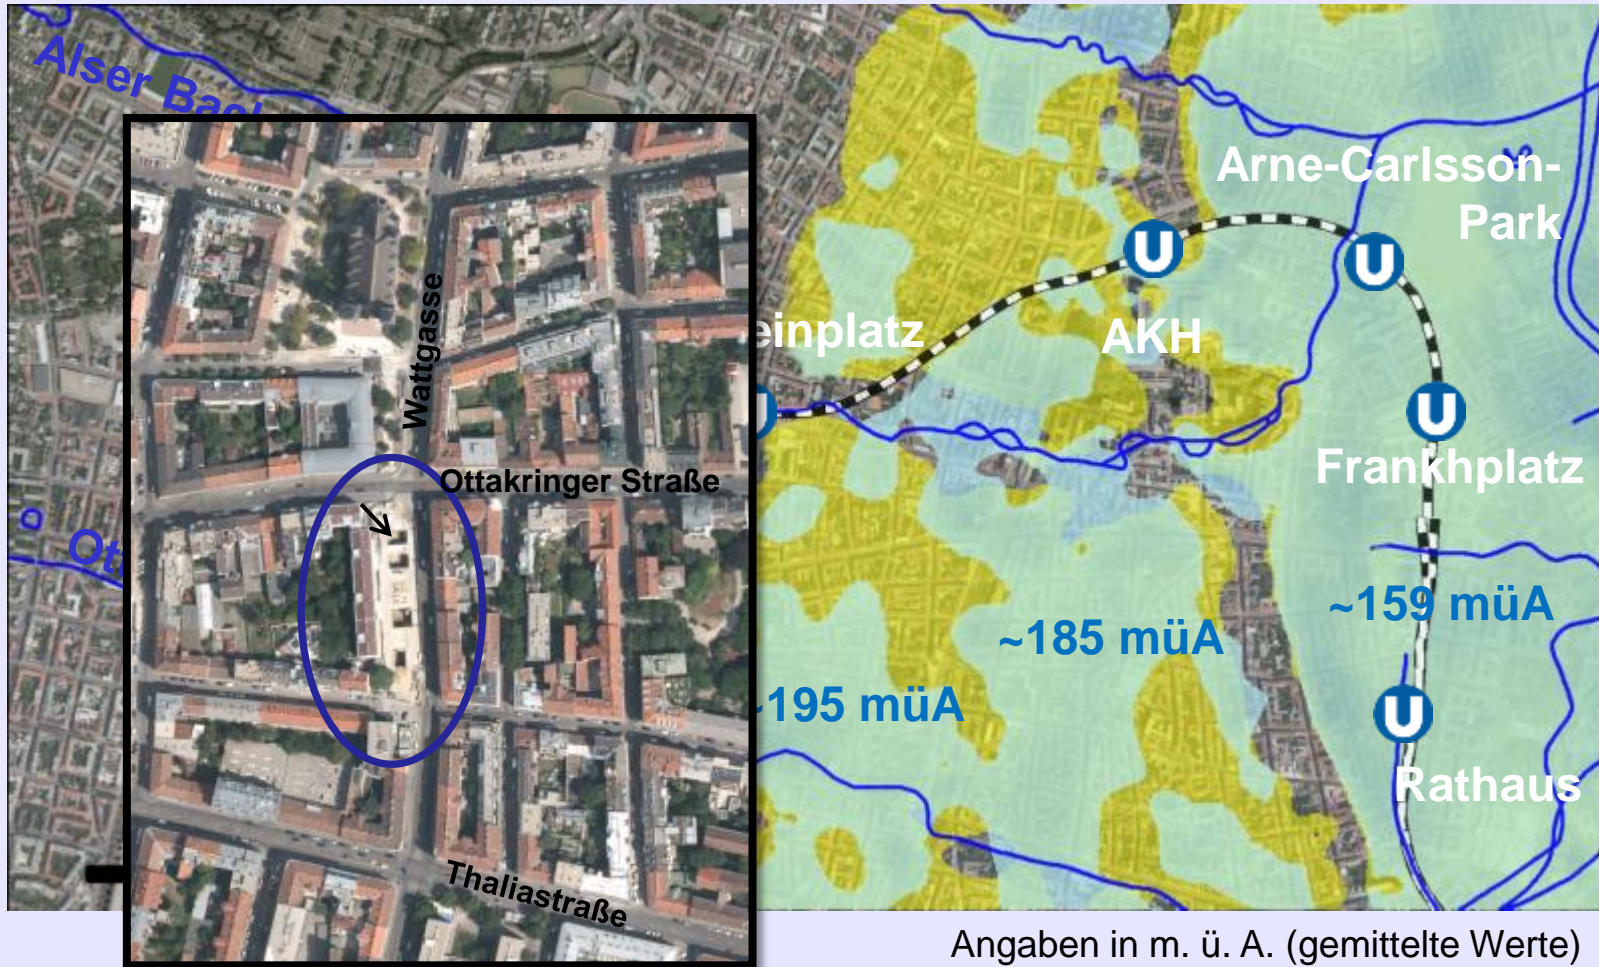 Arne-Carlsson-
Park
U
U
AKH
U
Frankhplatz
~159 müA
~185 müA
195 müA
U
Rathaus
Wattgasse
Ottakringer Straße
Thaliastraße
Angaben in m. ü. A. (gemittelte Werte)
Alser
einplatz